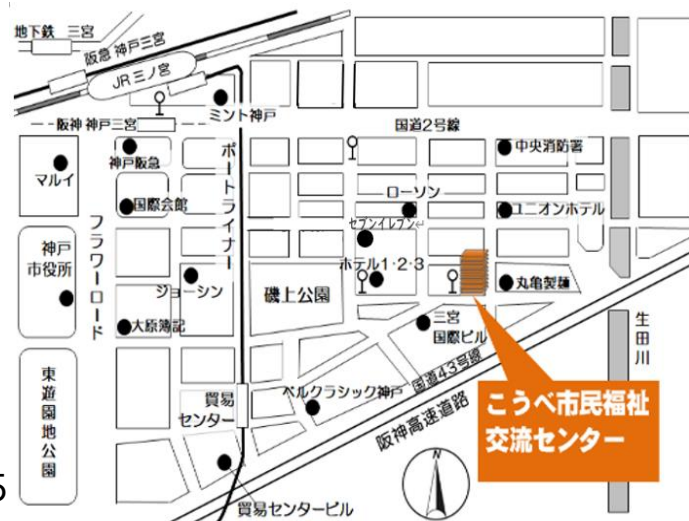 地下鉄 三宮
阪急 神戸三宮
JR三ノ宮
ミント神戸
阪神 神戸三宮
国道2号線
神戸阪急
中央消防署
マルイ
ポートライナー
ローソン
国際会館
ユニオンホテル
セブンイレブン
フラワーロード
神戸
市役所
ホテル1・2・3
ジョーシン
磯上公園
丸亀製麺
大原簿記
三宮
国際ビル
生田川
国道43号線
東遊園地公園
貿易
センター
ベルクラシック神戸
阪神高速道路
こうべ市民福祉
交流センター
N
貿易センタービル
5